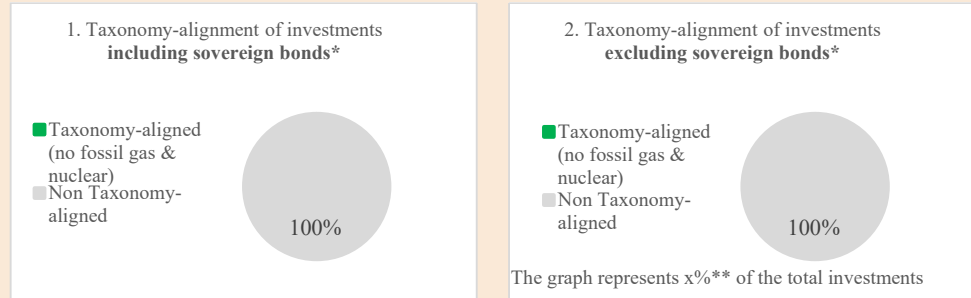 1. Taxonomy-alignment of investments
including sovereign bonds*
Taxonomy-aligned
(no fossil gas &
nuclear)
Non Taxonomy-
aligned
100%
2. Taxonomy-alignment of investments
excluding sovereign bonds*
Taxonomy-aligned
(no fossil gas &
nuclear)
Non Taxonomy-
aligned
100%
The graph represents x%** of the total investments